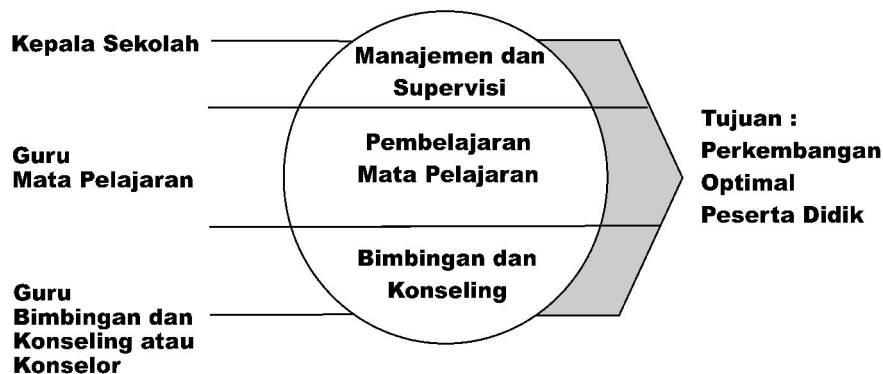 Kepala Sekolah
Manajemen dan
Supervisi
Guru
Mata Pelajaran
Pembelajaran
Mata Pelajaran
Guru
Bimbingan dan
Konseling atau
Konselor
Bimbingan dan
Konseling
Tujuan :
Perkembangan
Optimal
Peserta Didik